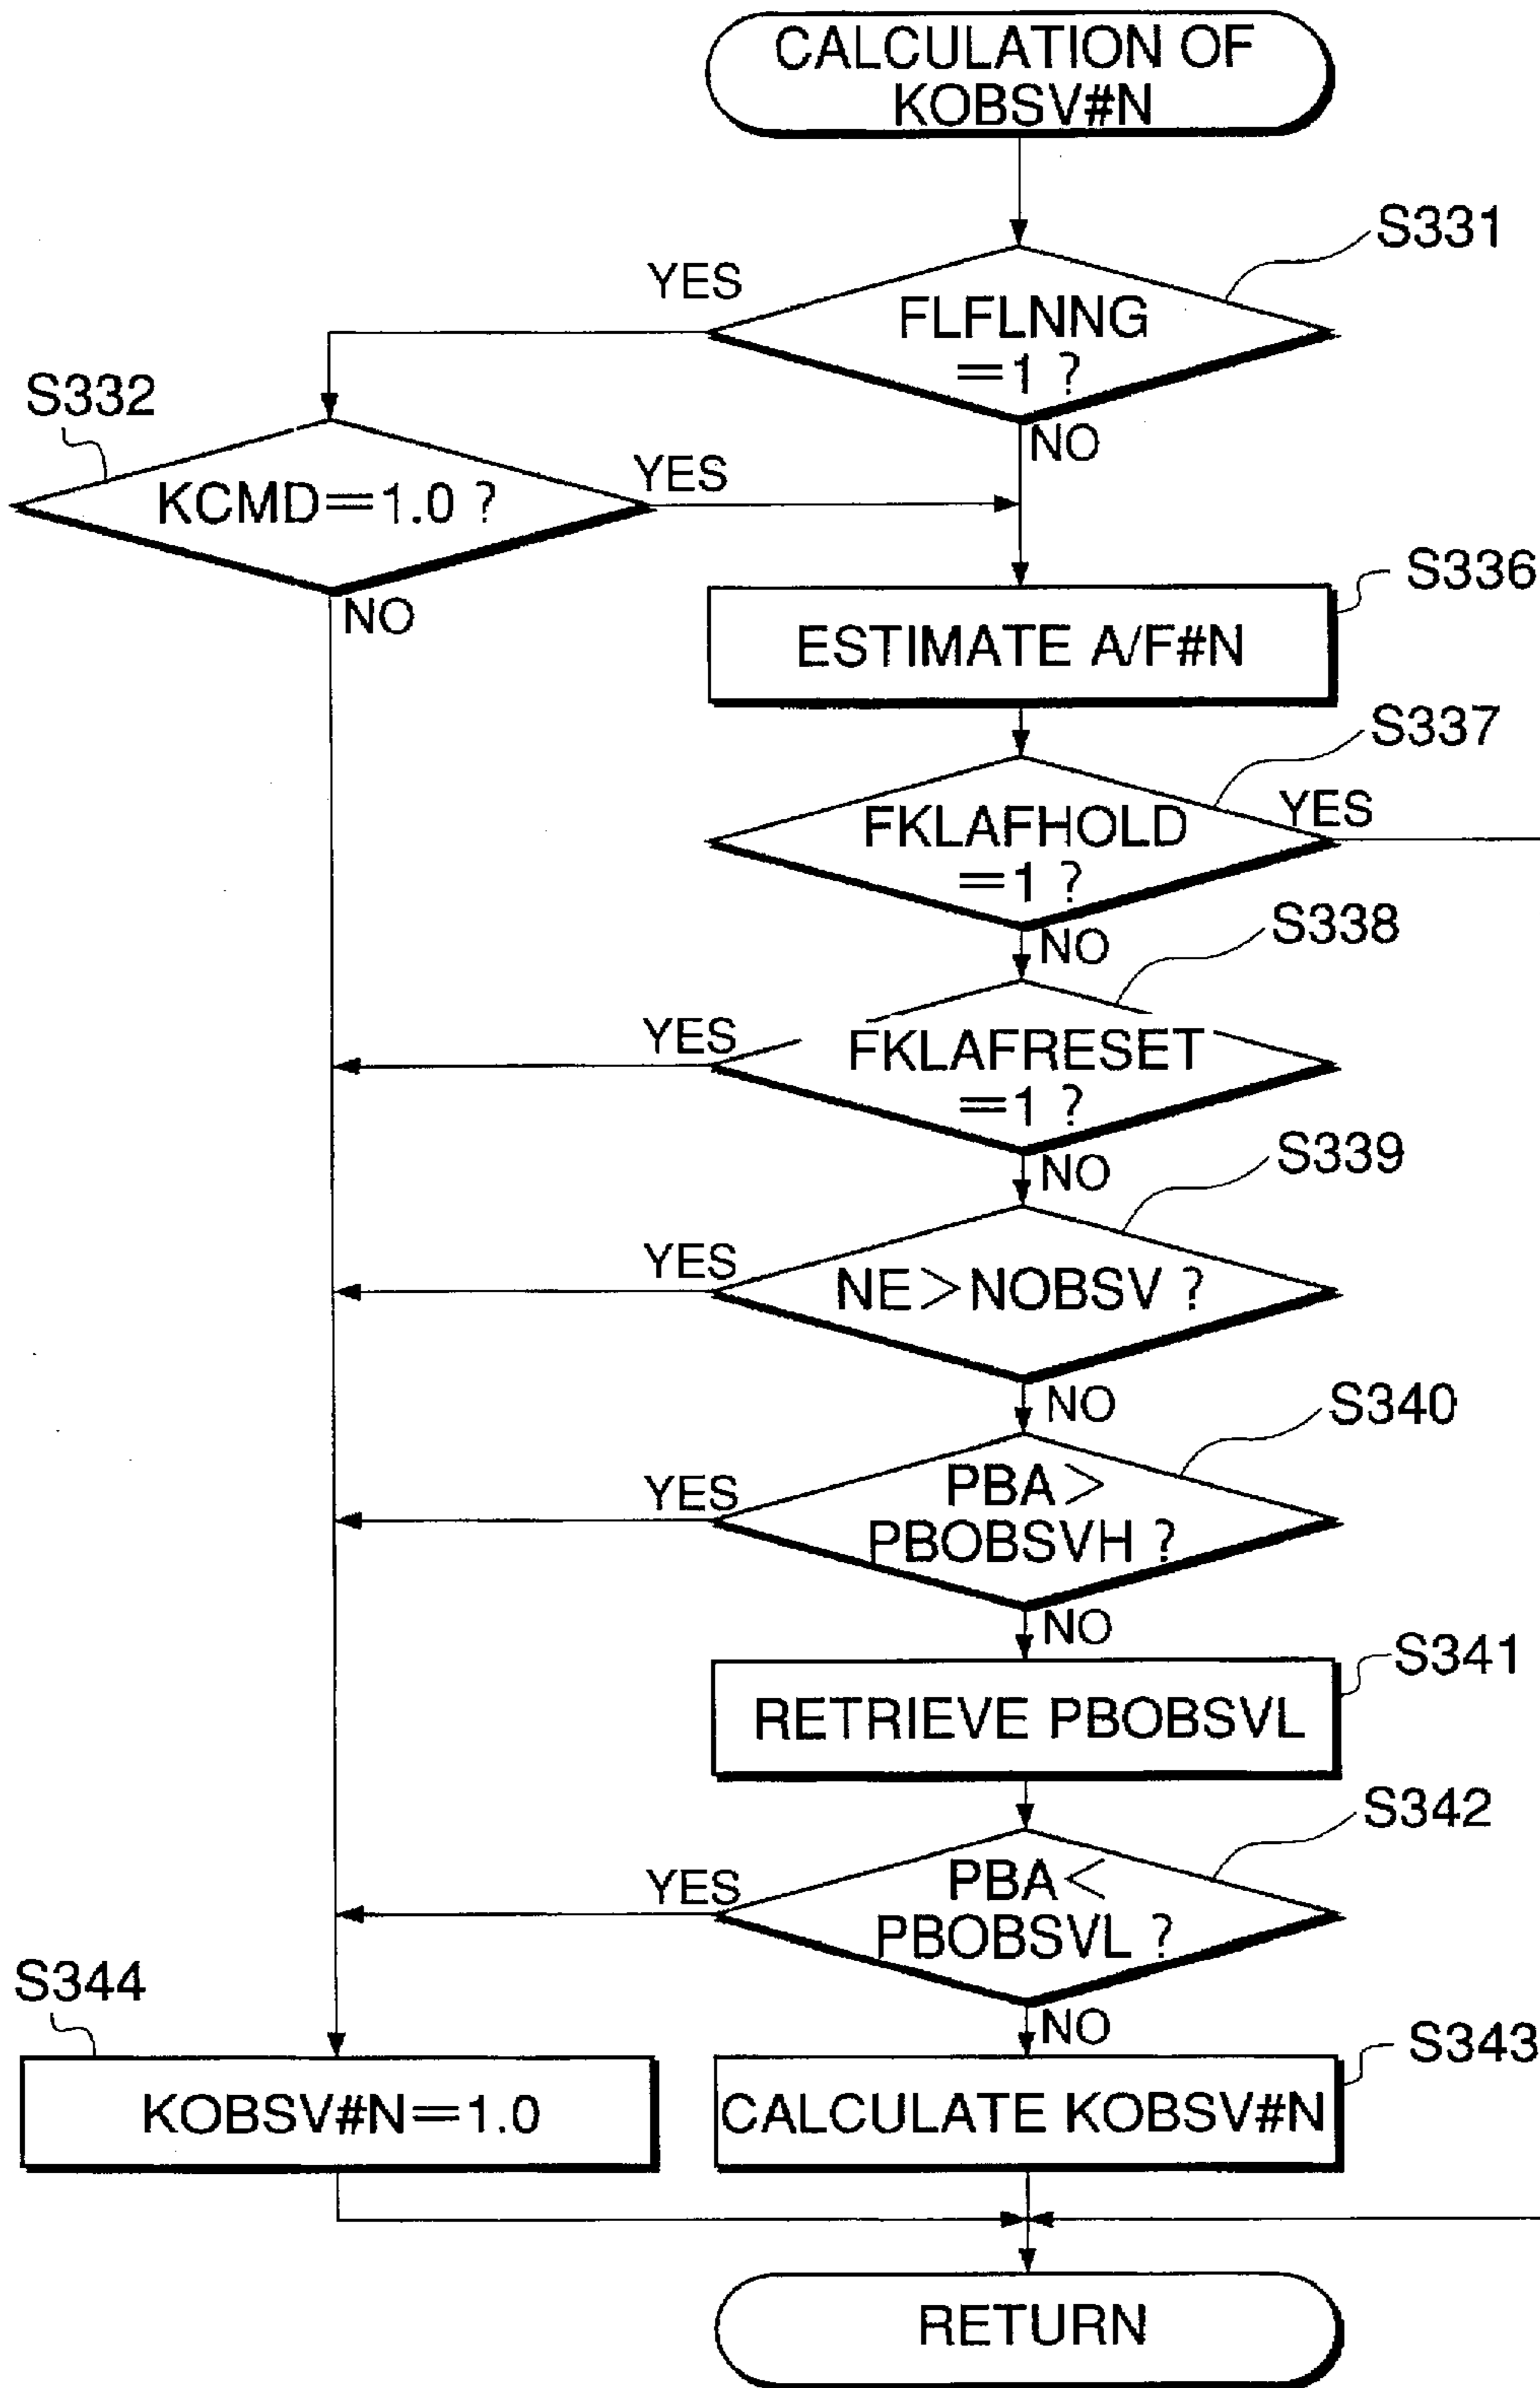 CALCULATION OF
KOBSV#N
S331
YES
FLFLNNG
=1 ?
NO
S332
KCMD=1.0 ?
YES
NO
S336
ESTIMATE A/F#N
S337
FKLAFHOLD
=1 ?
YES
NO
S338
YES
FKLAFRESET
=1 ?
NO
S339
YES
NE>NOBSV ?
NO
S340
YES
PBA>
PBOBSVH ?
NO
S341
RETRIEVE PBOBSVL
S342
YES
PBA<
PBOBSVL ?
NO
S344
KOBSV#N=1.0
S343
CALCULATE KOBSV#N
RETURN